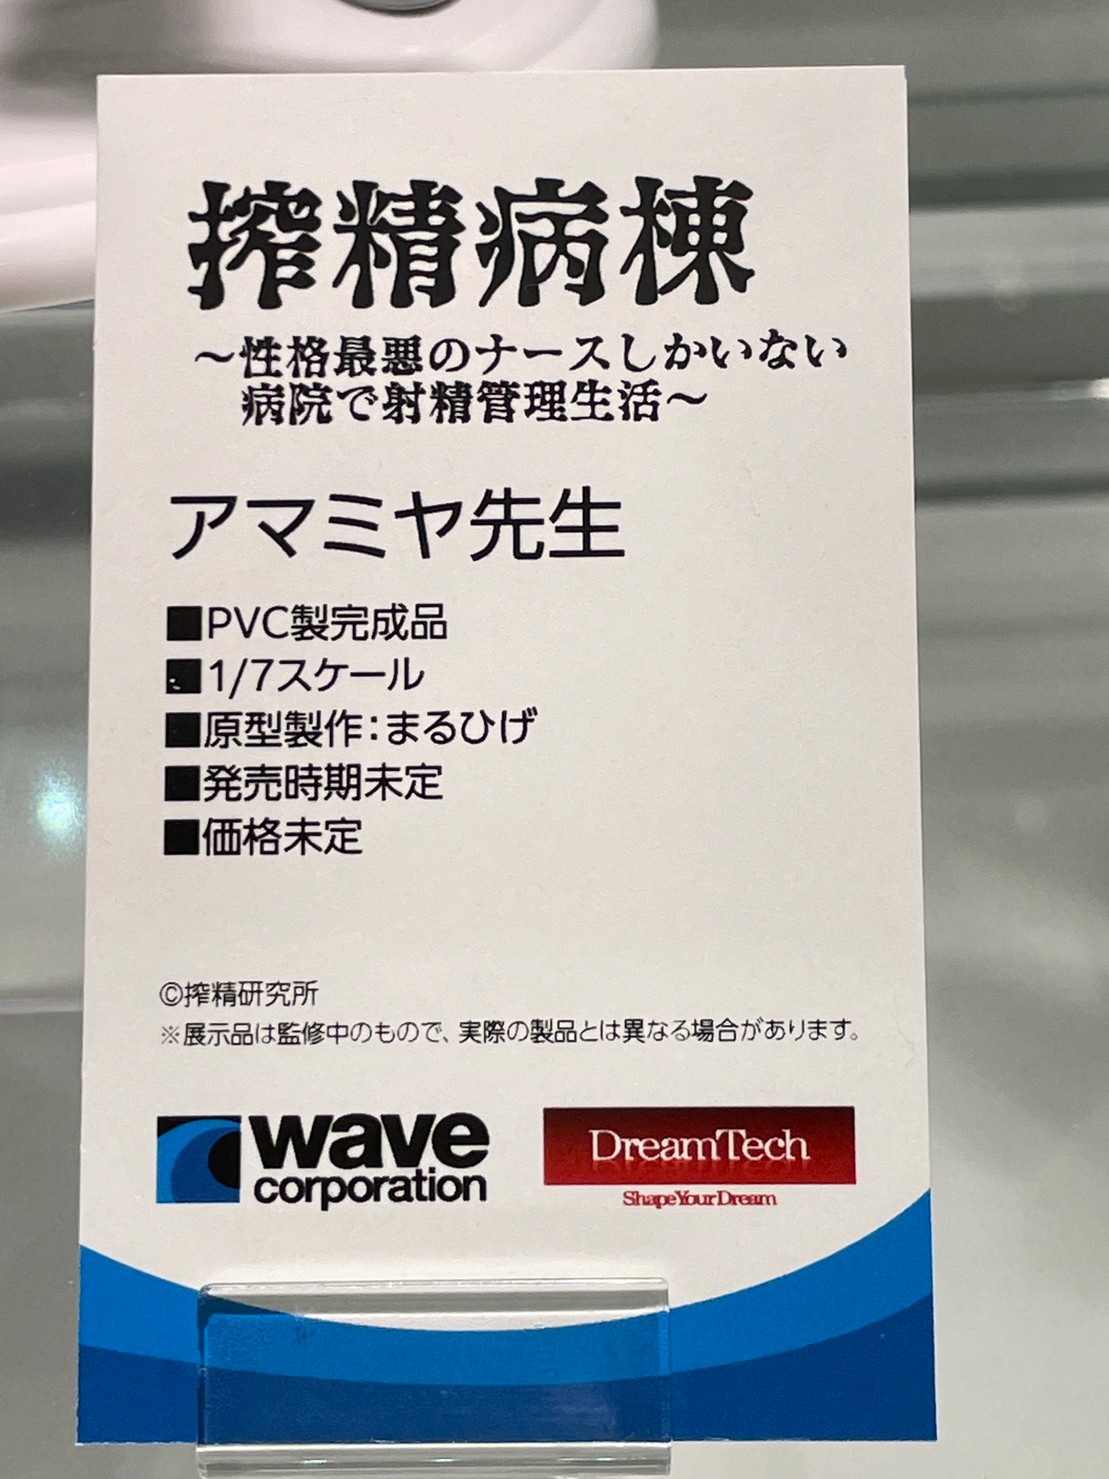 搾精病棟
〜性格最悪のナースしかいない
病院で射精管理生活〜
アマミヤ先生
■PVC製完成品
■1/7スケール
■原型製作：まるひげ
■発売時期未定
■価格未定
©搾精研究所
※展示品は監修中のもので、実際の製品とは異なる場合があります。
wave
corporation
DreamTech
ShapeYourDream